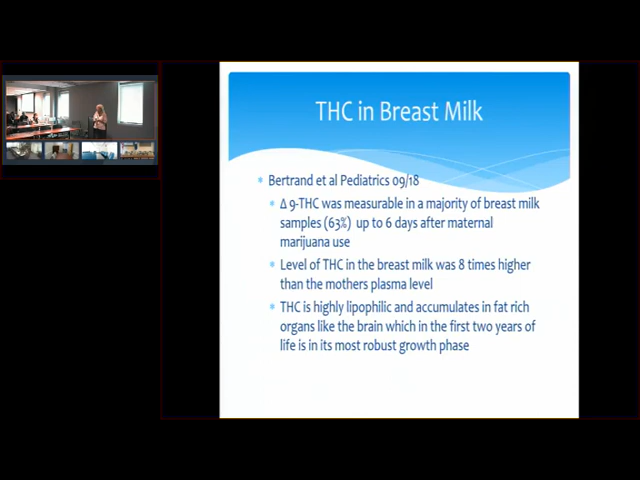 THC in Breast Milk
Bertrand et al Pediatrics 09/18
Δ 9-THC was measurable in a majority of breast milk
samples (63%) up to 6 days after maternal
marijuana use
Level of THC in the breast milk was 8 times higher
than the mothers plasma level
THC is highly lipophilic and accumulates in fat rich
organs like the brain which in the first two years of
life is in its most robust growth phase